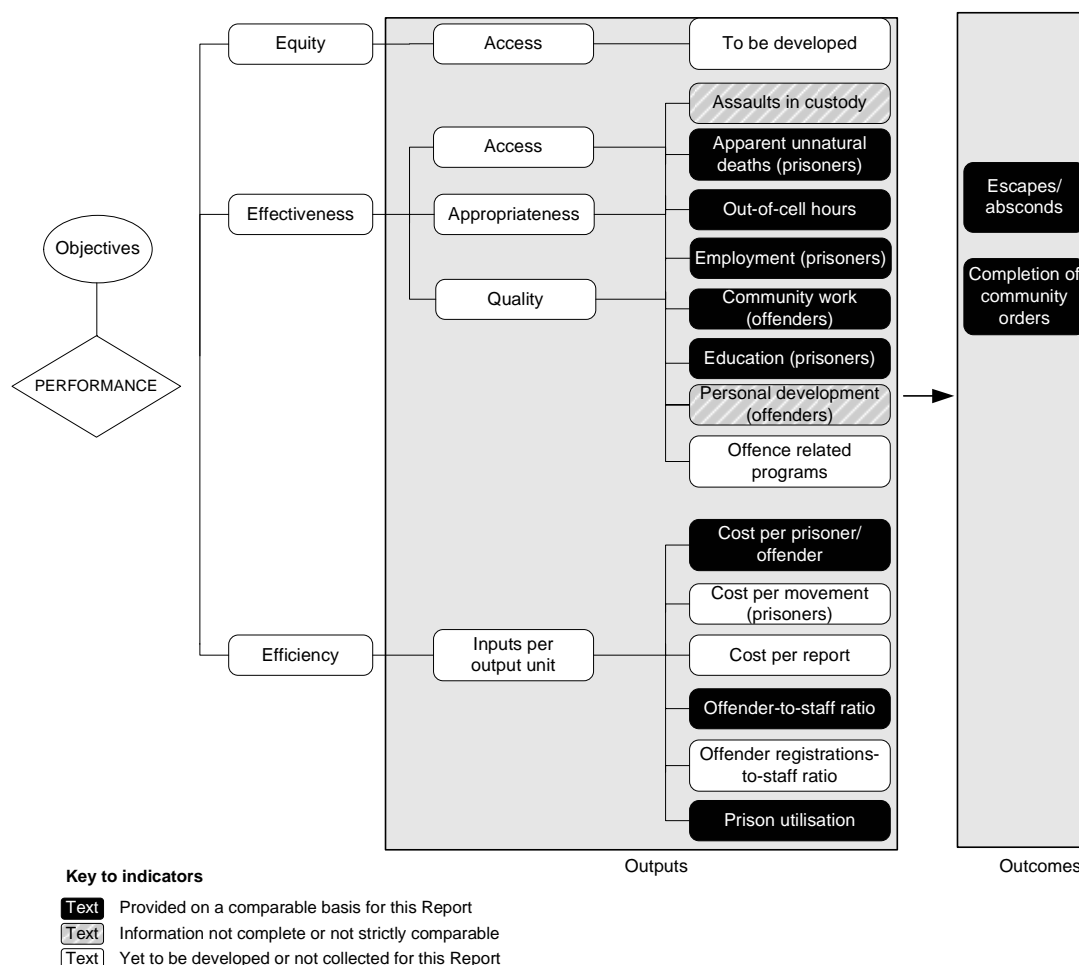 Objectives
PERFORMANCE
Equity
Access
To be developed
Effectiveness
Access
Appropriateness
Quality
Assaults in custody
Apparent unnatural
deaths (prisoners)
Out-of-cell hours
Employment (prisoners)
Community work
(offenders)
Education (prisoners)
Personal development
(offenders)
Offence related
programs
Efficiency
Inputs per
output unit
Cost per prisoner/
offender
Cost per movement
(prisoners)
Cost per report
Offender-to-staff ratio
Offender registrations-
to-staff ratio
Prison utilisation
Outputs
Escapes/
absconds
Completion of
community
orders
Outcomes
Key to indicators
Text Provided on a comparable basis for this Report
Text Information not complete or not strictly comparable
Text Yet to be developed or not collected for this Report